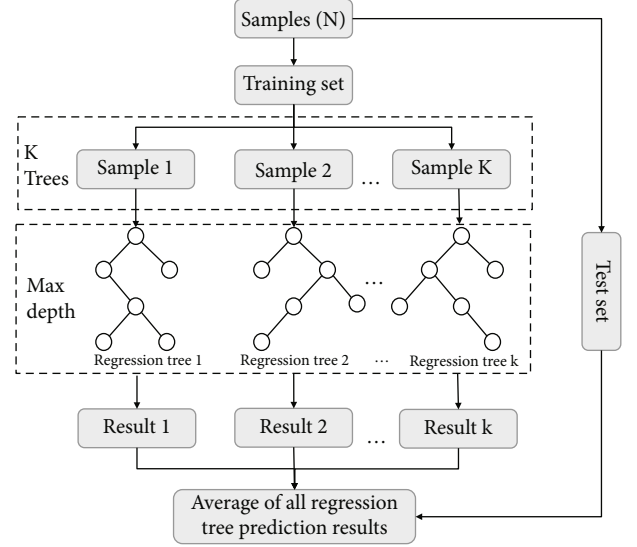 Samples (N)
Training set
K
Trees
Sample 1
Sample 2
...
Sample K
Max
depth
...
Regression tree 1
Regression tree 2
...
Regression tree k
Test set
Result 1
Result 2
...
Result k
Average of all regression
tree prediction results